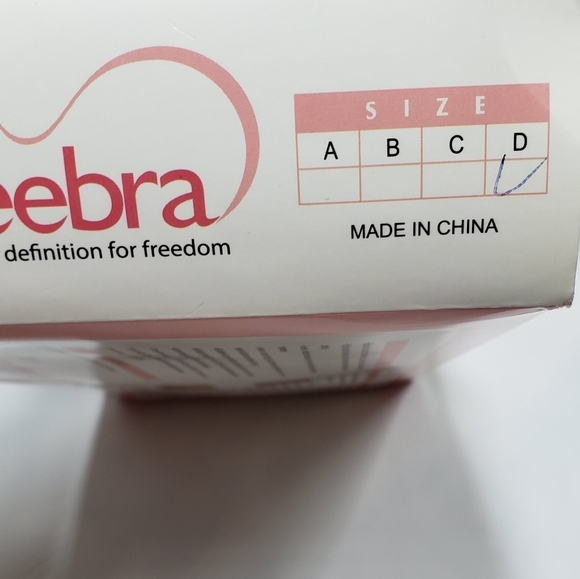 eebra
definition for freedom
SIZE
A B C D
MADE IN CHINA